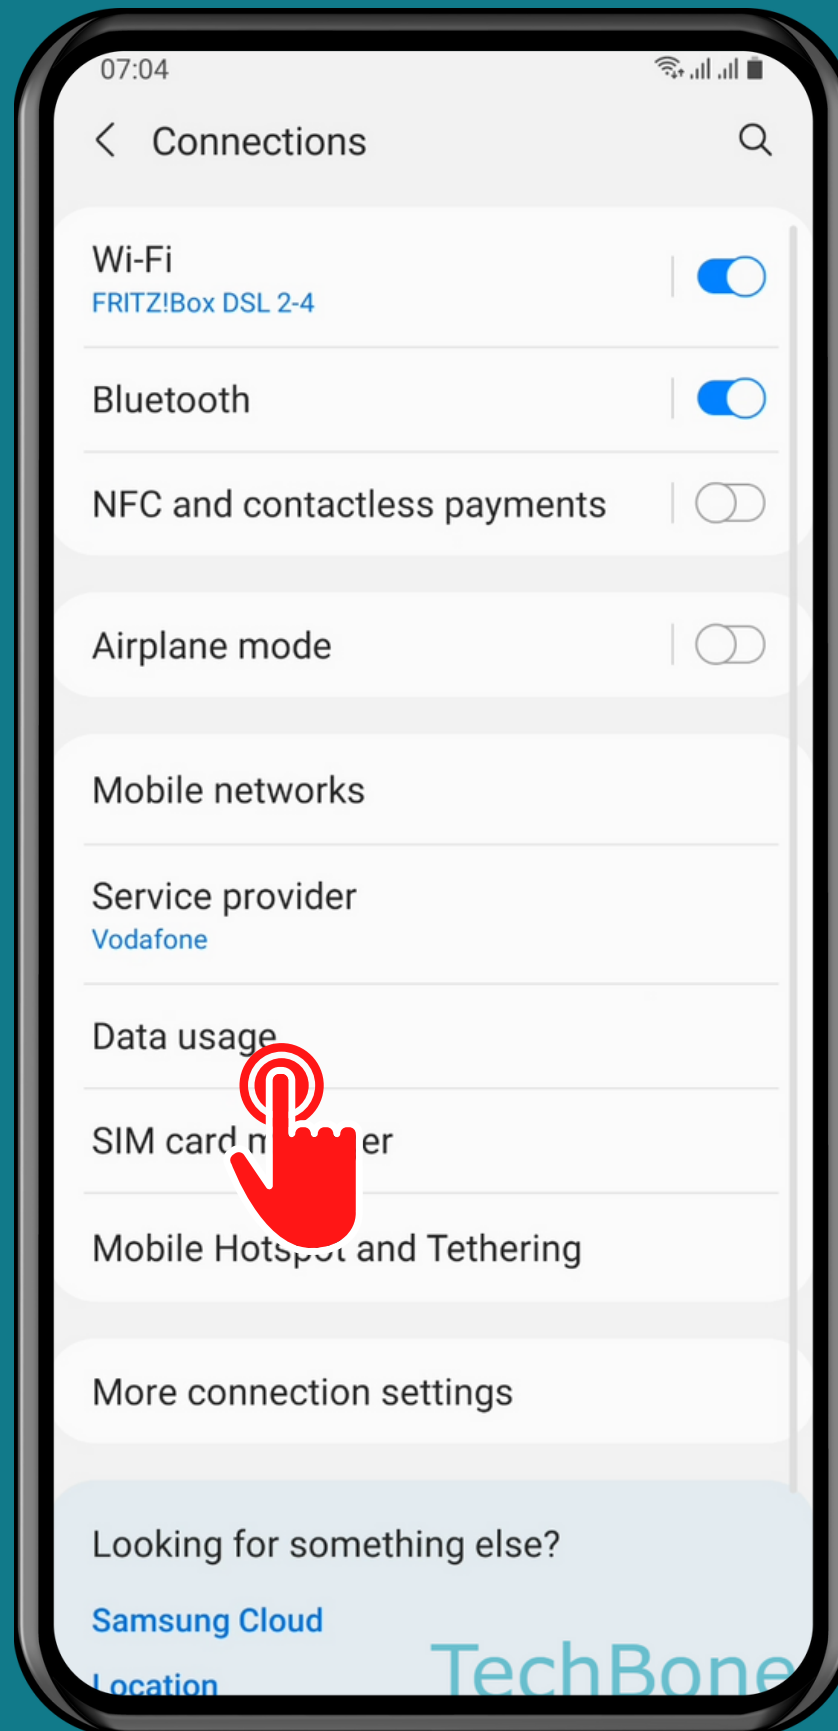 07:04
Connections
Wi-Fi
FRITZ!Box DSL 2-4
Bluetooth
NFC and contactless payments
Airplane mode
Mobile networks
Service provider
Vodafone
Data usage
SIM card
Mobile Hotspot and Tethering
More connection settings
Looking for something else?
Samsung Cloud
Location
TechBone